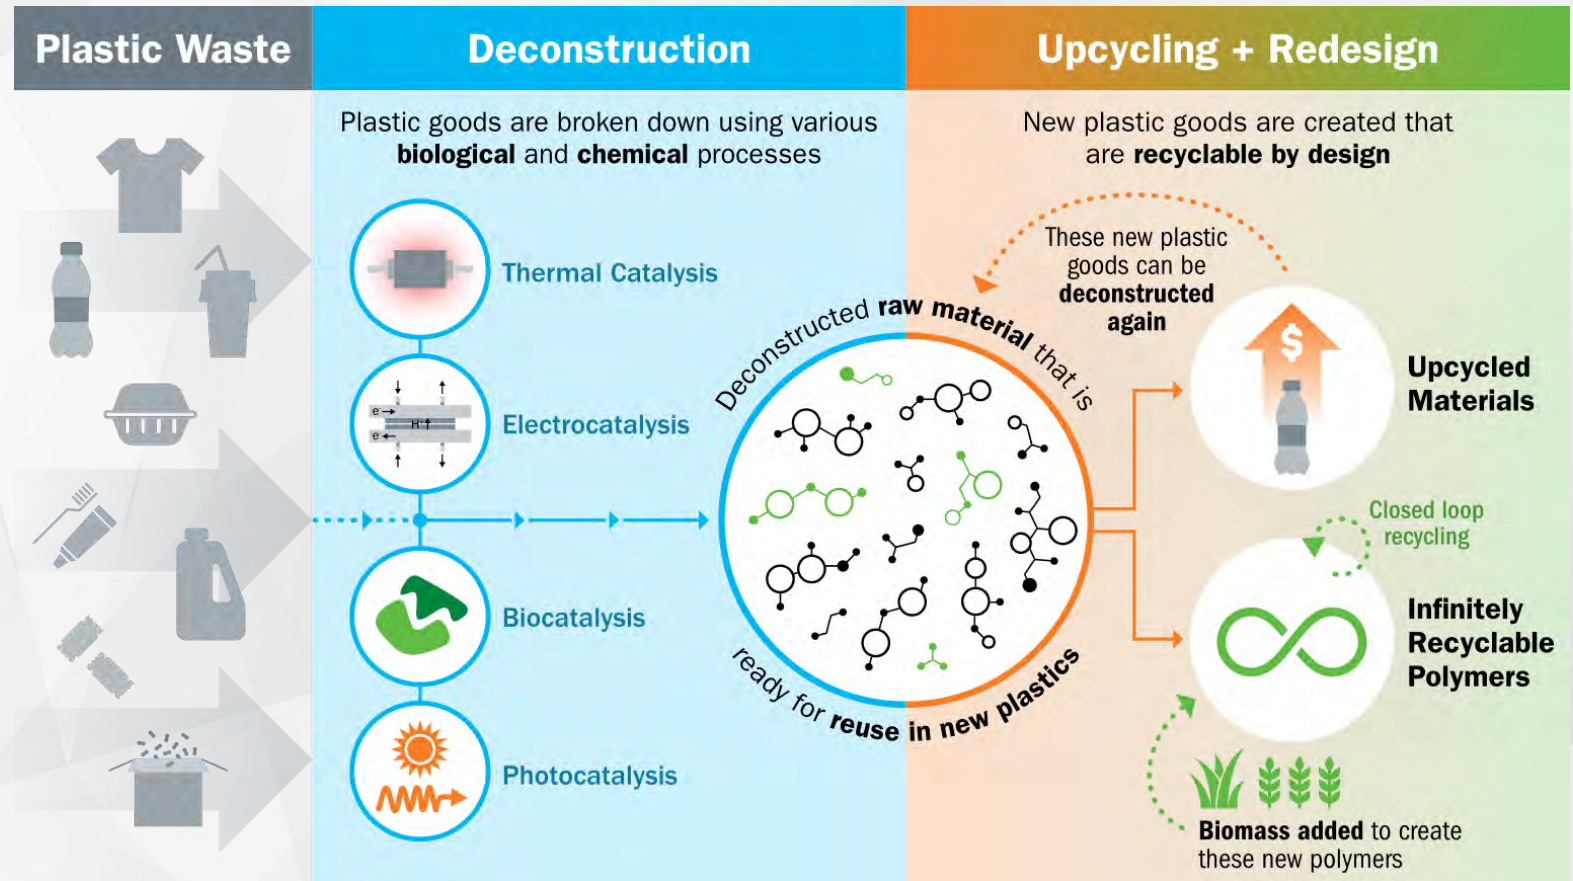 Plastic Waste
Deconstruction
Upcycling + Redesign
Plastic goods are broken down using various
biological and chemical processes
New plastic goods are created that
are recyclable by design
Thermal Catalysis
e⁻
H⁺
e⁻
Electrocatalysis
Biocatalysis
Photocatalysis
Deconstructed raw material that is
ready for reuse in new plastics
These new plastic
goods can be
deconstructed
again
$
Upcycled
Materials
Closed loop
recycling
Infinitely
Recyclable
Polymers
Biomass added to create
these new polymers